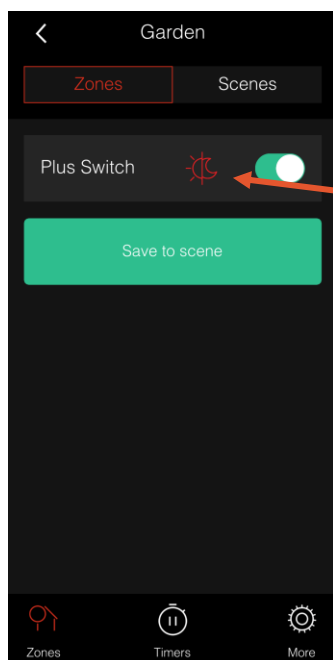 Garden
Zones Scenes
Plus Switch
Save to scene
Zones Timers More